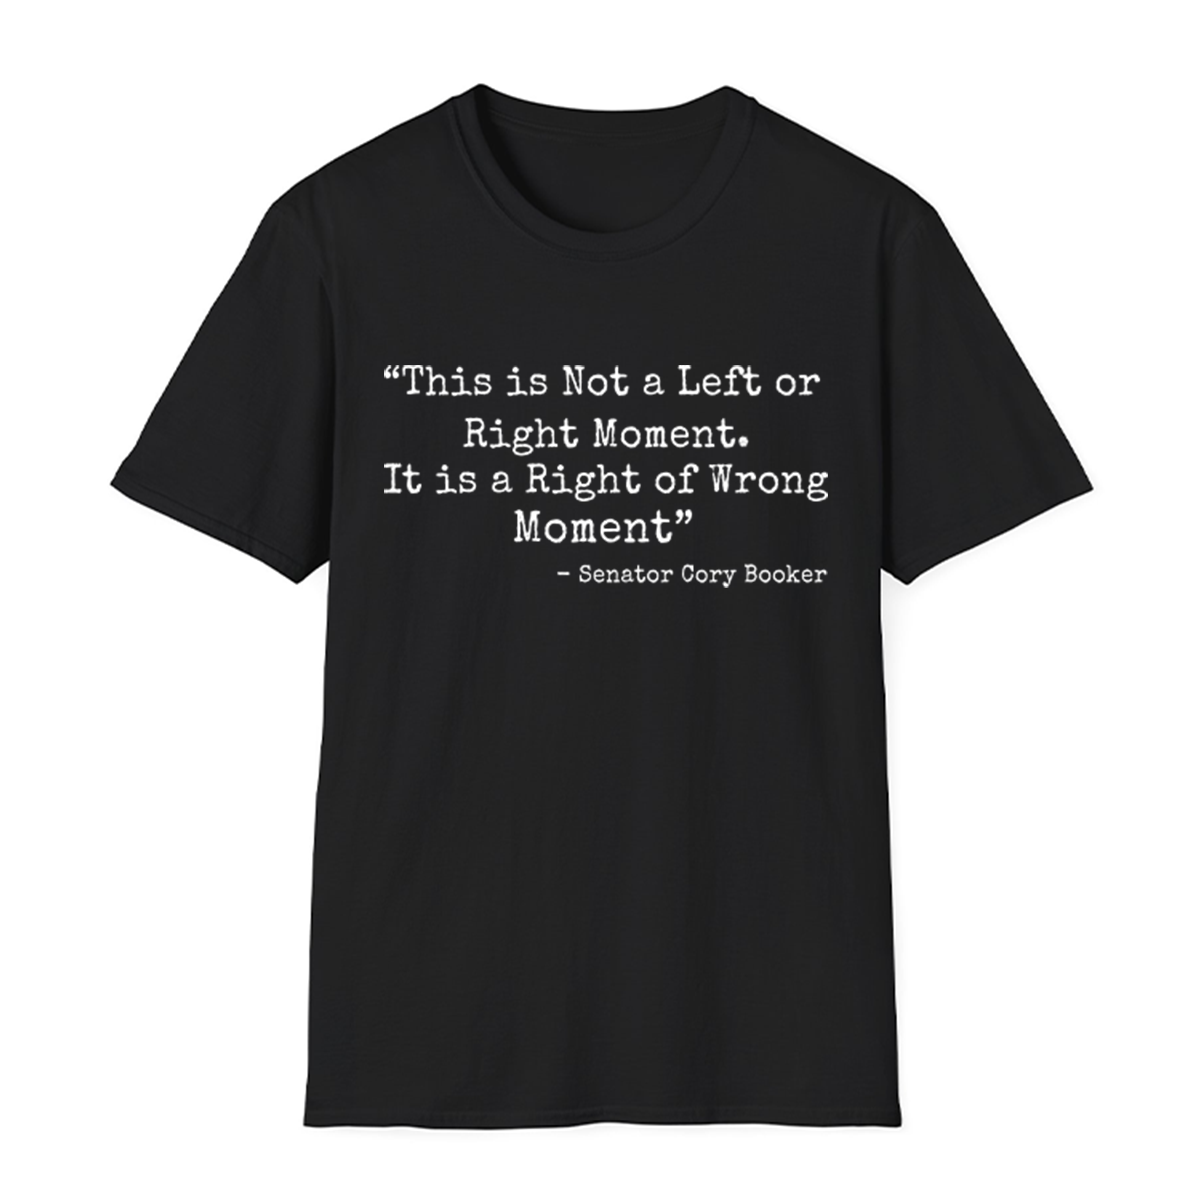 “This is Not a Left or
Right Moment.
It is a Right of Wrong
Moment”
– Senator Cory Booker